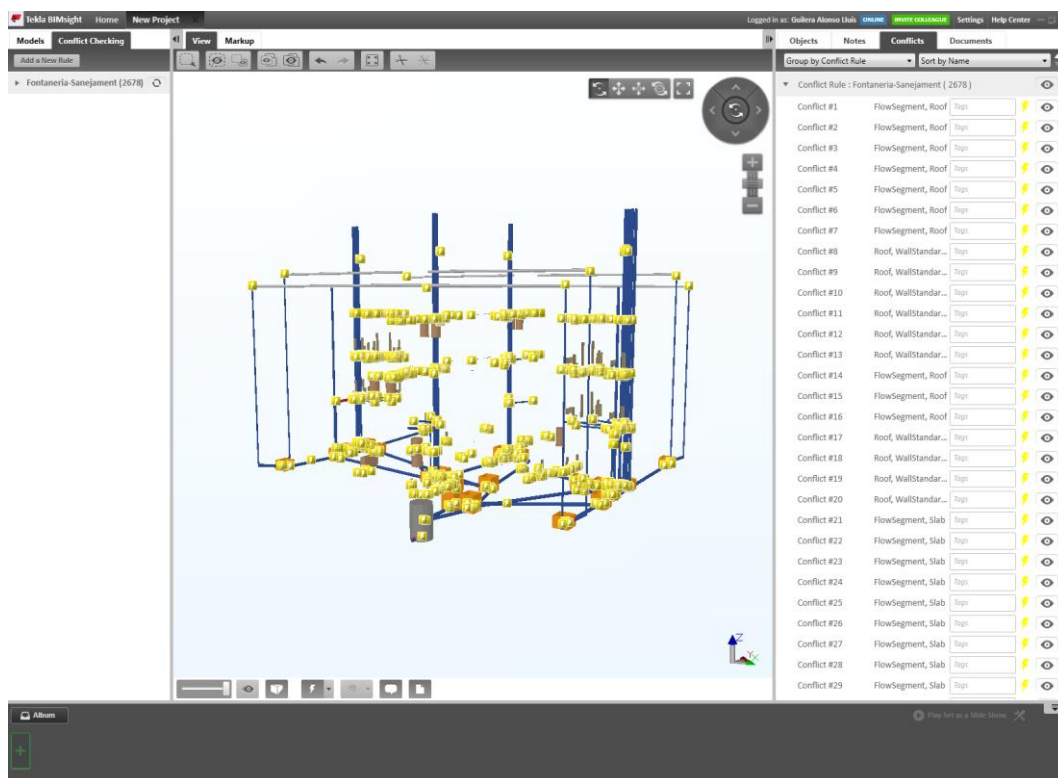 Tekla BIMsight Home New Project
Logged in as: Guilera Alonso Lluis ONLINE INVITE COLLEAGUE Settings Help Center
Models Conflict Checking View Markup Objects Notes Conflicts Documents
Add a New Rule Group by Conflict Rule Sort by Name
Fontaneria-Sanejament (2678) Conflict Rule : Fontaneria-Sanejament ( 2678 )
Conflict #1 FlowSegment, Roof Tags
Conflict #2 FlowSegment, Roof Tags
Conflict #3 FlowSegment, Roof Tags
Conflict #4 FlowSegment, Roof Tags
Conflict #5 FlowSegment, Roof Tags
Conflict #6 FlowSegment, Roof Tags
Conflict #7 FlowSegment, Roof Tags
Conflict #8 Roof, WallStandar... Tags
Conflict #9 Roof, WallStandar... Tags
Conflict #10 Roof, WallStandar... Tags
Conflict #11 Roof, WallStandar... Tags
Conflict #12 Roof, WallStandar... Tags
Conflict #13 Roof, WallStandar... Tags
Conflict #14 FlowSegment, Roof Tags
Conflict #15 FlowSegment, Roof Tags
Conflict #16 FlowSegment, Roof Tags
Conflict #17 Roof, WallStandar... Tags
Conflict #18 Roof, WallStandar... Tags
Conflict #19 Roof, WallStandar... Tags
Conflict #20 Roof, WallStandar... Tags
Conflict #21 FlowSegment, Slab Tags
Conflict #22 FlowSegment, Slab Tags
Conflict #23 FlowSegment, Slab Tags
Conflict #24 FlowSegment, Slab Tags
Conflict #25 FlowSegment, Slab Tags
Conflict #26 FlowSegment, Slab Tags
Conflict #27 FlowSegment, Slab Tags
Conflict #28 FlowSegment, Slab Tags
Conflict #29 FlowSegment, Slab Tags
Z
Y X
Album Play Set as a Slide Show